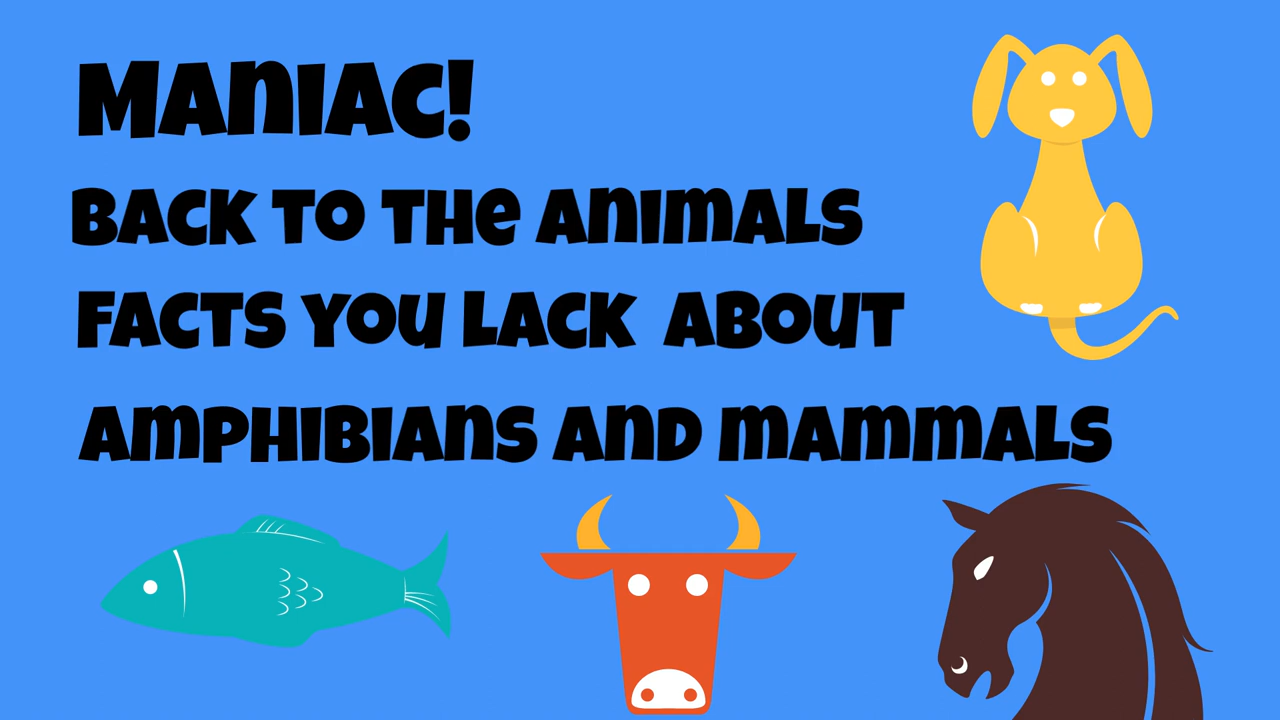 MANIAC!
BACK TO THE ANIMALS
FACTS YOU LACK ABOUT
AMPHIBIANS AND MAMMALS